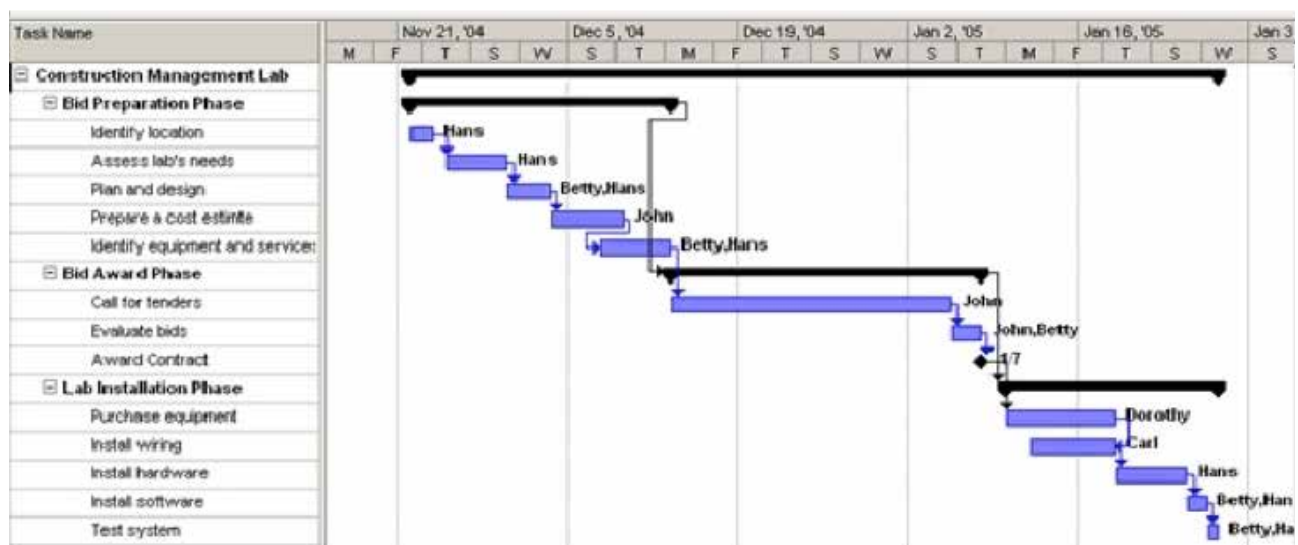 Task Name Nov 21, '04 Dec 5, '04 Dec 19, '04 Jan 2, '05 Jan 16, '05 Jan 3
M F T S W S T M F T S W S T M F T S W S
Construction Management Lab
Bid Preparation Phase
Identify location Hans
Assess lab's needs Hans
Plan and design Betty,Hans
Prepare a cost estimte John
Identify equipment and services Betty,Hans
Bid Award Phase
Call for tenders John
Evaluate bids John,Betty
Award Contract 1/7
Lab Installation Phase
Purchase equipment Dorothy
Install wiring Carl
Install hardware Hans
Install software Betty,Han
Test system Betty,Ha